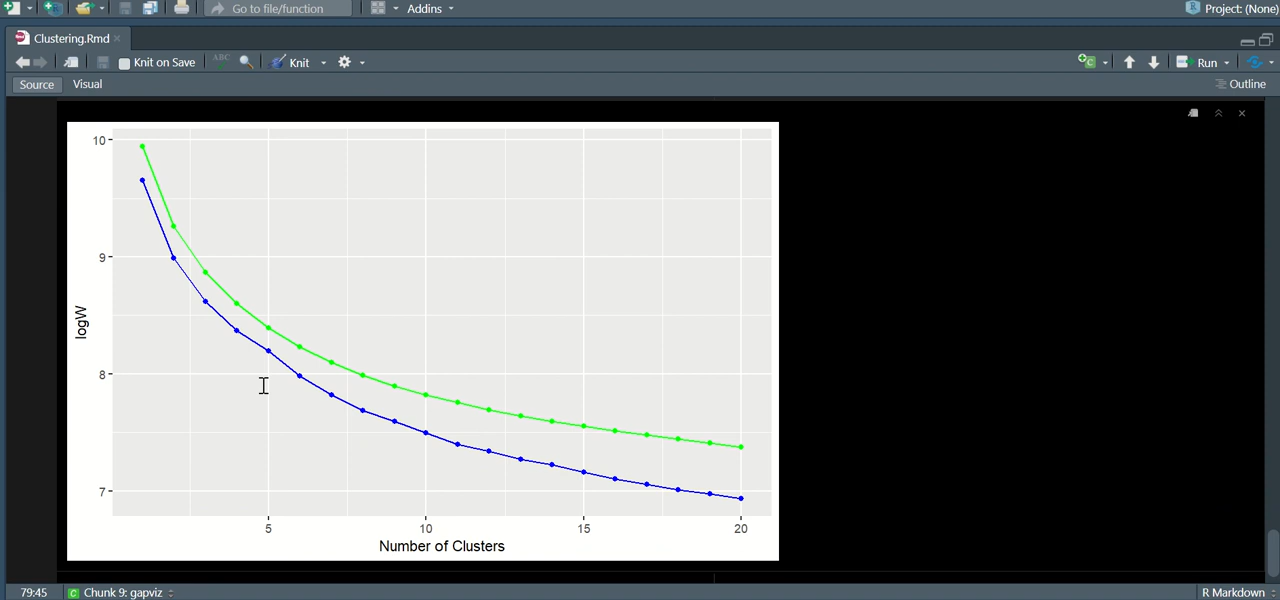 Go to file/function Addins Project: (None)
Clustering.Rmd
Knit on Save ABC Knit Run
Source Visual Outline
10
9
8
7
logW
5 10 15 20
Number of Clusters
79:45 C Chunk 9: gapviz R Markdown